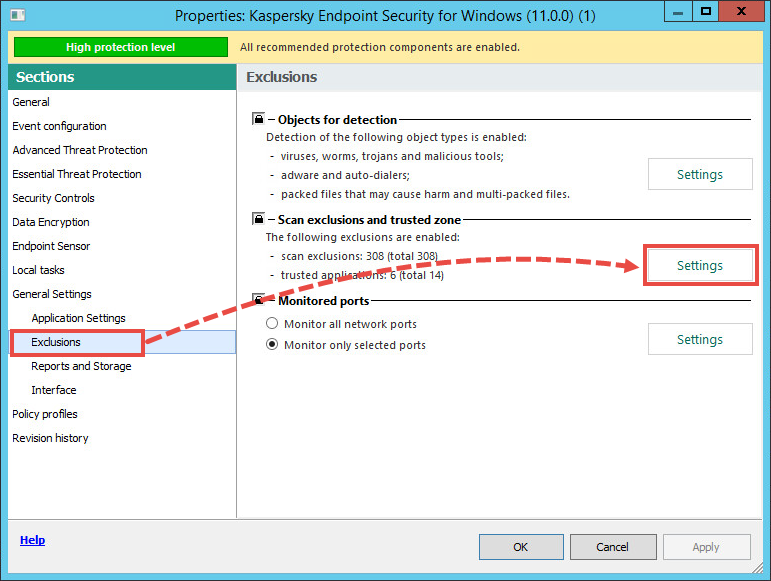 Properties: Kaspersky Endpoint Security for Windows (11.0.0) (1)
High protection level
All recommended protection components are enabled.
Sections
General
Event configuration
Advanced Threat Protection
Essential Threat Protection
Security Controls
Data Encryption
Endpoint Sensor
Local tasks
General Settings
Application Settings
Exclusions
Reports and Storage
Interface
Policy profiles
Revision history
Exclusions
Objects for detection
Detection of the following object types is enabled:
- viruses, worms, trojans and malicious tools;
- adware and auto-dialers;
- packed files that may cause harm and multi-packed files.
Settings
Scan exclusions and trusted zone
The following exclusions are enabled:
- scan exclusions: 308 (total 308)
- trusted applications: 6 (total 14)
Settings
Monitored ports
Monitor all network ports
Monitor only selected ports
Settings
Help
OK
Cancel
Apply